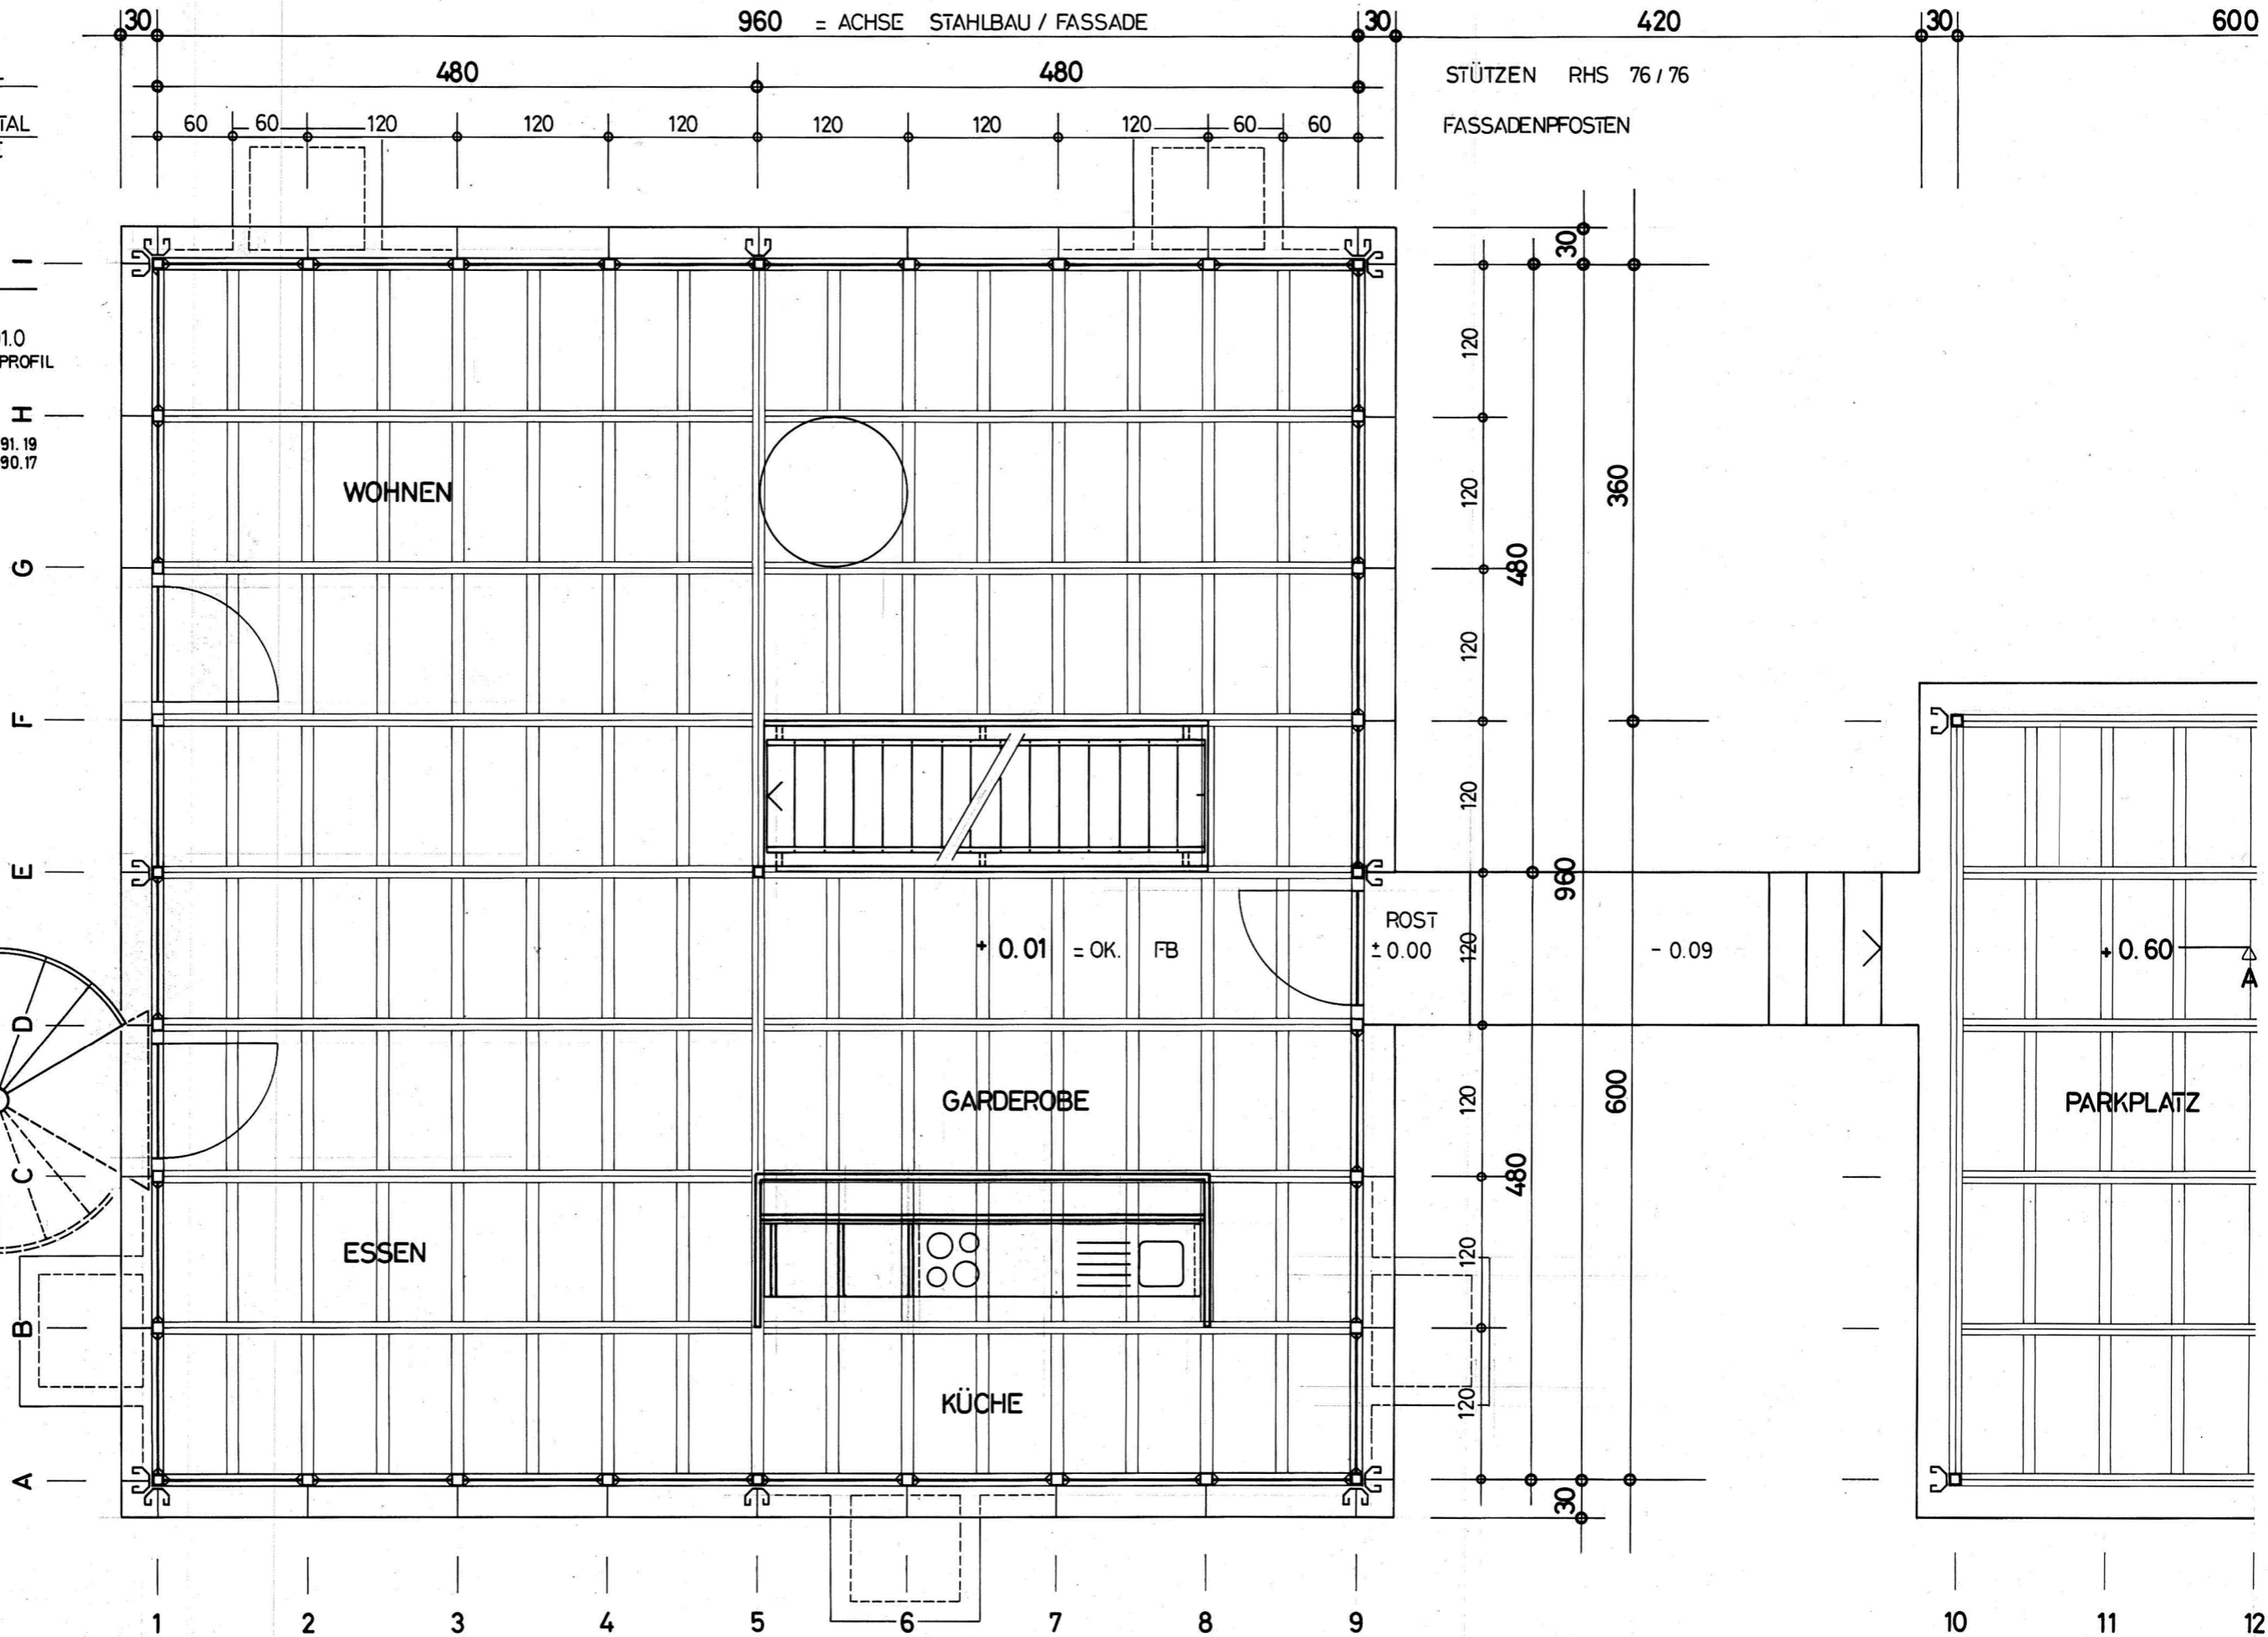 30 960 = ACHSE STAHLBAU / FASSADE 30 420 30 600
480 480 STÜTZEN RHS 76 / 76
TAL 60 60 120 120 120 120 120 120 60 60 FASSADENPFOSTEN
30
I
PROFIL
120
H
91.19
90.17
WOHNEN 120 360
G 480
120
F
120
E 960
ROST
+ 0.01 = OK. FB ± 0.00 120 - 0.09 + 0.60
A
D
GARDEROBE 120 600 PARKPLATZ
C 480
ESSEN 120
B
KÜCHE 120
A
30
1 2 3 4 5 6 7 8 9 10 11 12